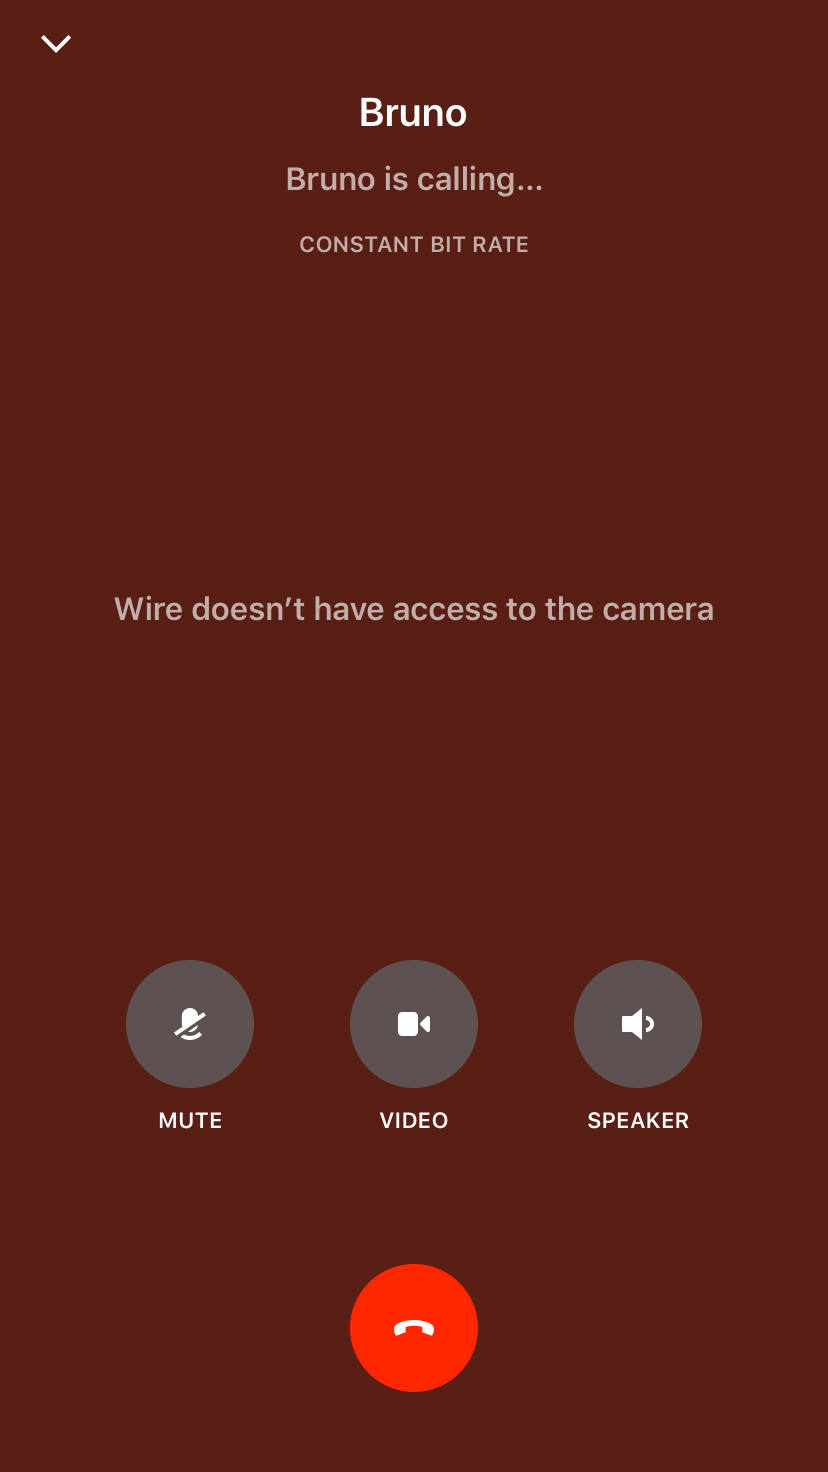 Bruno
Bruno is calling...
CONSTANT BIT RATE
Wire doesn’t have access to the camera
MUTE VIDEO SPEAKER